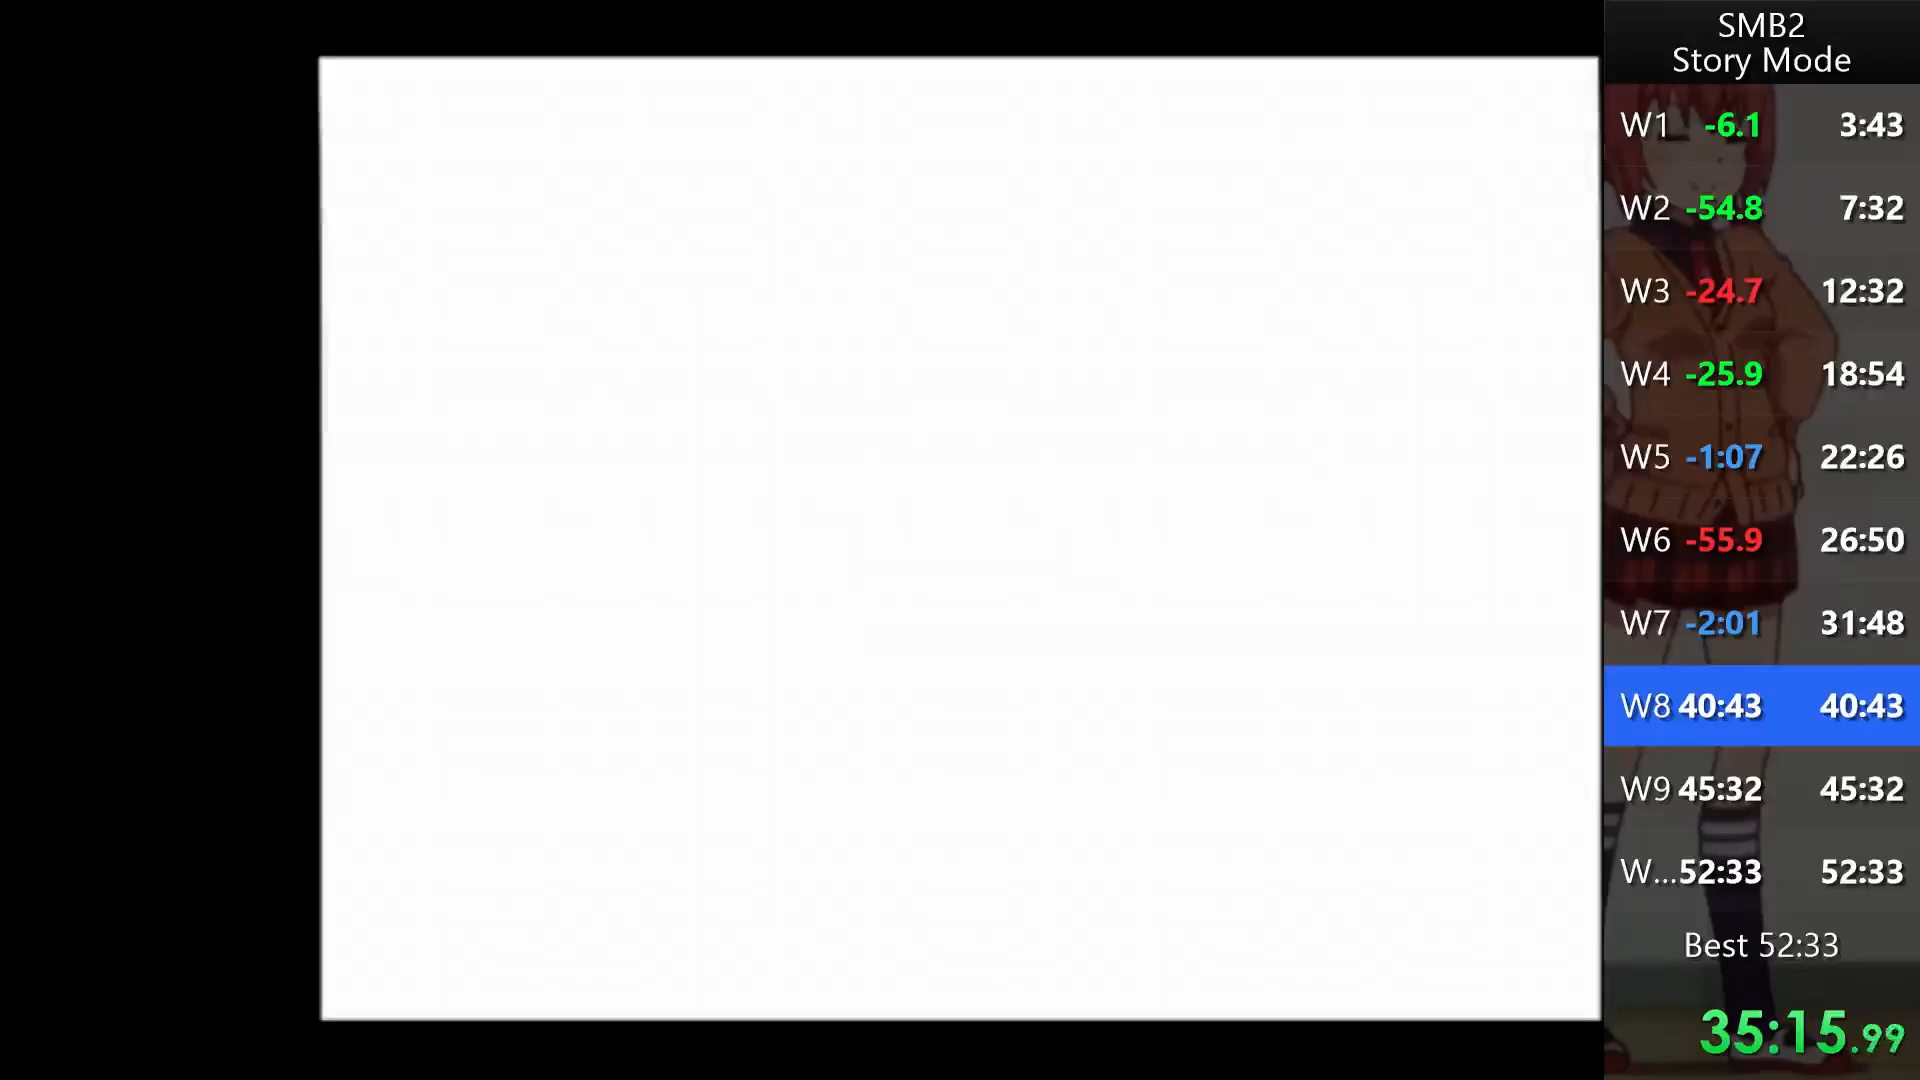 SMB2
Story Mode
W1 -6.1 3:43
W2 -54.8 7:32
W3 -24.7 12:32
W4 -25.9 18:54
W5 -1:07 22:26
W6 -55.9 26:50
W7 -2:01 31:48
W8 40:43 40:43
W9 45:32 45:32
W... 52:33 52:33
Best 52:33
35:15.99